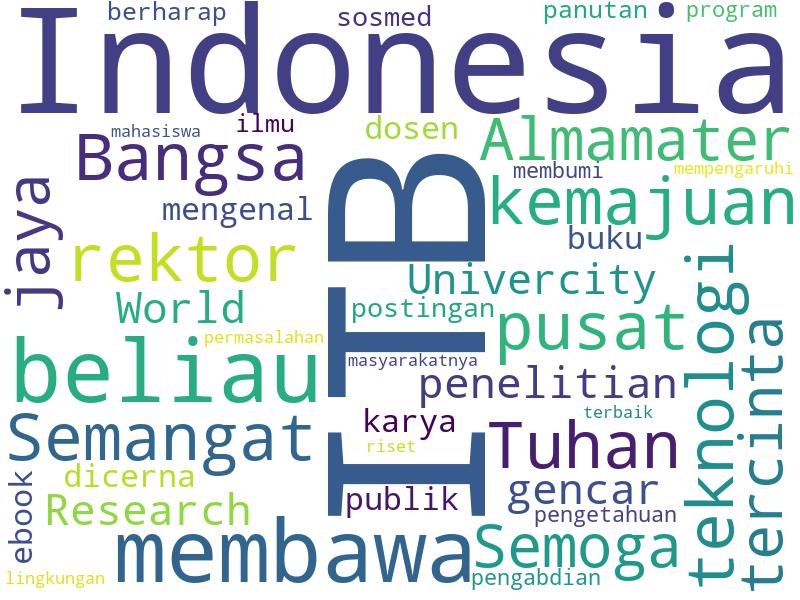 berharap
sosmed
panutan
program
Indonesia
mahasiswa
ilmu
dosen
Almamater
Bangsa
membumi
mempengaruhi
jaya
mengenal
ITB
kemajuan
buku
rektor
Univercity
teknologi
World
postingan
pusat
tercinta
permasalahan
beliau
masyarakatnya
penelitian
Semangat
karya
terbaik
Tuhan
riset
ebook
dicerna
publik
gencar
Research
pengetahuan
membawa
Semoga
lingkungan
pengabdian